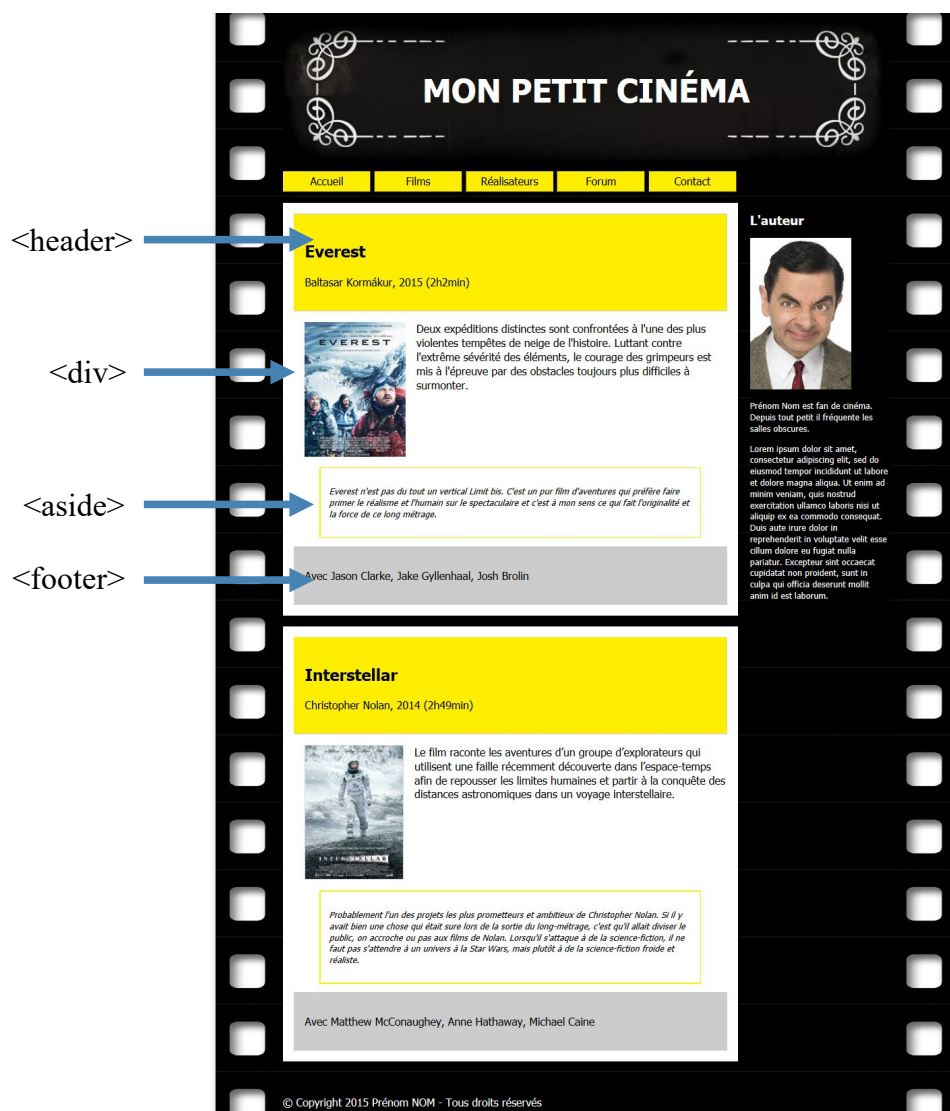 MON PETIT CINÉMA
Accueil Films Réalisateurs Forum Contact
<header>
Everest
Baltasar Kormákur, 2015 (2h2min)
<div>
EVEREST
Deux expéditions distinctes sont confrontées à l'une des plus
violentes tempêtes de neige de l'histoire. Luttant contre
l'extrême sévérité des éléments, le courage des grimpeurs est
mis à l'épreuve par des obstacles toujours plus difficiles à
surmonter.
<aside>
Everest n'est pas du tout un vertical Limit bis. C'est un pur film d'aventures qui préfère faire
primer le réalisme et l'humain sur le spectaculaire et c'est à mon sens ce qui fait l'originalité et
la force de ce long métrage.
<footer>
Avec Jason Clarke, Jake Gyllenhaal, Josh Brolin
Interstellar
Christopher Nolan, 2014 (2h49min)
INTERSTELLAR
Le film raconte les aventures d’un groupe d’explorateurs qui
utilisent une faille récemment découverte dans l’espace-temps
afin de repousser les limites humaines et partir à la conquête des
distances astronomiques dans un voyage interstellaire.
Probablement l'un des projets les plus prometteurs et ambitieux de Christopher Nolan. Si il y
avait bien une chose qui était sure lors de la sortie du long-métrage, c'est qu'il allait diviser le
public, on accroche ou pas aux films de Nolan. Lorsqu'il s'attaque à de la science-fiction, il ne
faut pas s'attendre à un univers à la Star Wars, mais plutôt à de la science-fiction froide et
réaliste.
Avec Matthew McConaughey, Anne Hathaway, Michael Caine
L'auteur
Prénom Nom est fan de cinéma.
Depuis tout petit il fréquente les
salles obscures.
Lorem ipsum dolor sit amet,
consectetur adipiscing elit, sed do
eiusmod tempor incididunt ut labore
et dolore magna aliqua. Ut enim ad
minim veniam, quis nostrud
exercitation ullamco laboris nisi ut
aliquip ex ea commodo consequat.
Duis aute irure dolor in
reprehenderit in voluptate velit esse
cillum dolore eu fugiat nulla
pariatur. Excepteur sint occaecat
cupidatat non proident, sunt in
culpa qui officia deserunt mollit
anim id est laborum.
© Copyright 2015 Prénom NOM - Tous droits réservés